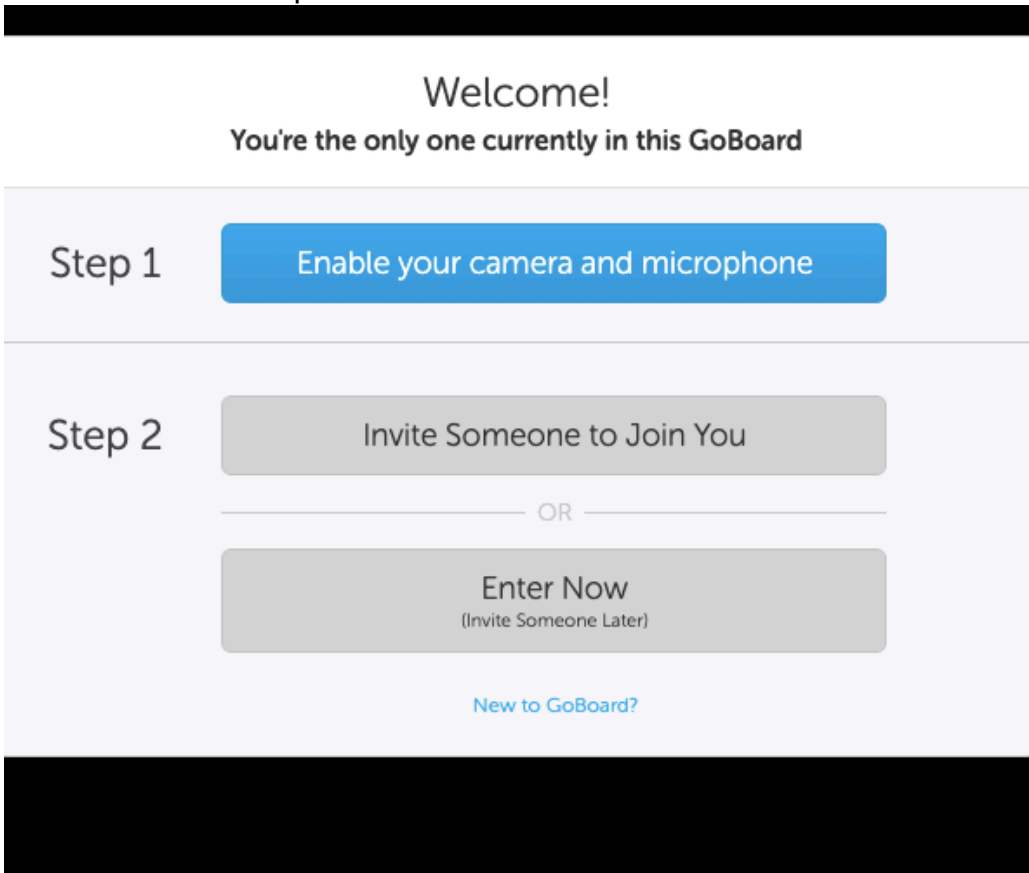 Welcome!
You're the only one currently in this GoBoard
Step 1
Enable your camera and microphone
Step 2
Invite Someone to Join You
OR
Enter Now
(Invite Someone Later)
New to GoBoard?